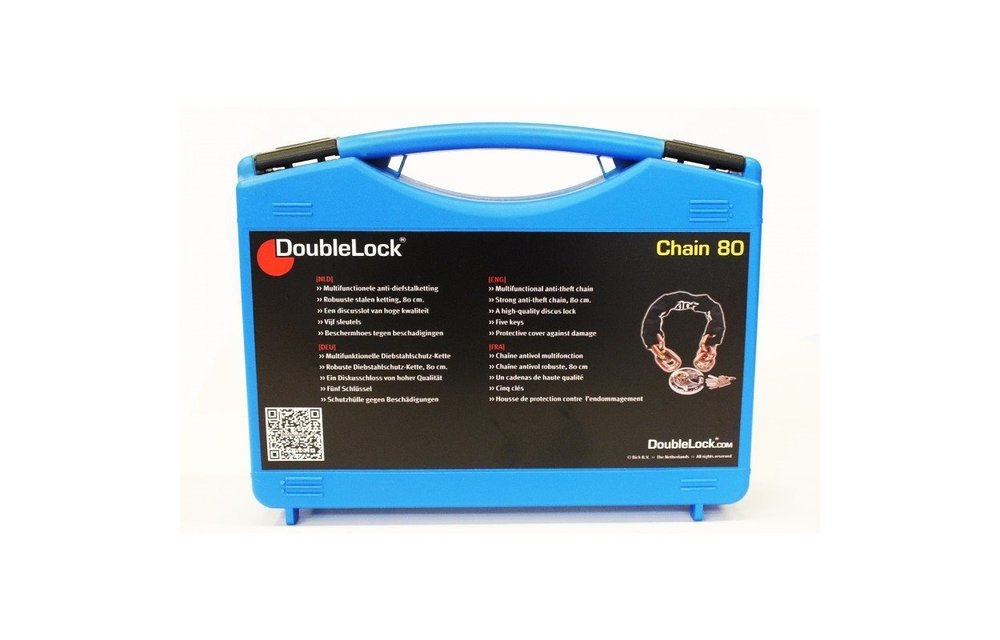 DoubleLock®
Chain 80
[NLD]
›› Multifunctionele anti-diefstalketting
›› Robuuste stalen ketting, 80 cm.
›› Een discusslot van hoge kwaliteit
›› Vijf sleutels
›› Beschermhoes tegen beschadigingen
[DEU]
›› Multifunktionelle Diebstahlschutz-Kette
›› Robuste Diebstahlschutz-Kette, 80 cm.
›› Ein Diskusschloss von hoher Qualität
›› Fünf Schlüssel
›› Schutzhülle gegen Beschädigungen
[ENG]
›› Multifunctional anti-theft chain
›› Strong anti-theft chain, 80 cm.
›› A high-quality discus lock
›› Five keys
›› Protective cover against damage
[FRA]
›› Chaîne antivol multifonction
›› Chaîne antivol robuste, 80 cm
›› Un cadenas de haute qualité
›› Cinq clés
›› Housse de protection contre l'endommagement
DoubleLock®.COM
›› The Netherlands ›› All rights reserved